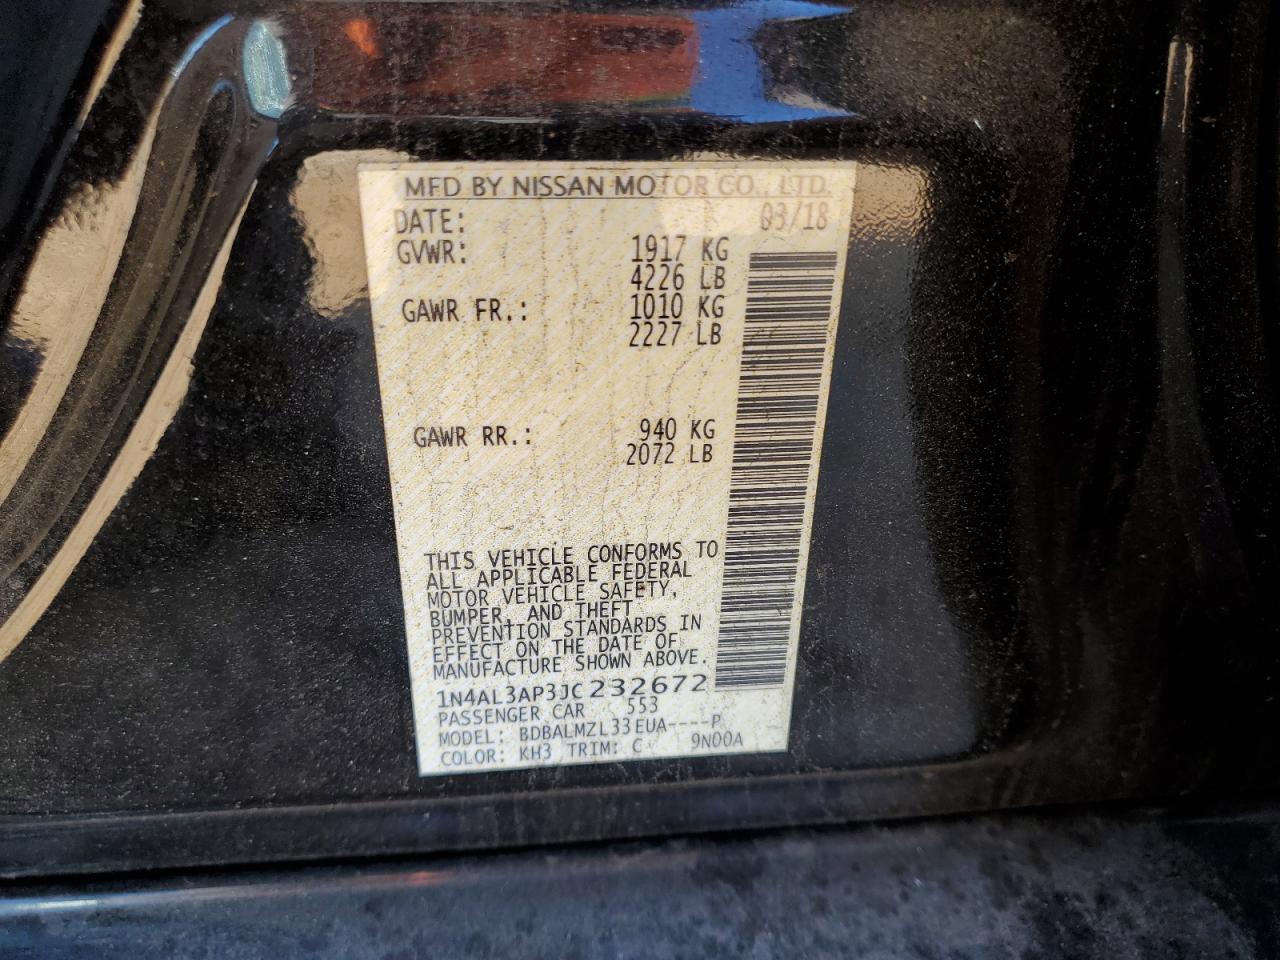 MFD BY NISSAN MOTOR CO., LTD.
DATE: 03/18
GVWR: 1917 KG
4226 LB
GAWR FR.: 1010 KG
2227 LB
GAWR RR.: 940 KG
2072 LB
THIS VEHICLE CONFORMS TO
ALL APPLICABLE FEDERAL
MOTOR VEHICLE SAFETY,
BUMPER, AND THEFT
PREVENTION STANDARDS IN
EFFECT ON THE DATE OF
MANUFACTURE SHOWN ABOVE.
1N4AL3AP3JC232672
PASSENGER CAR 553
MODEL: BDBALMZL33EUA----P
COLOR: KH3 TRIM: C 9N00A